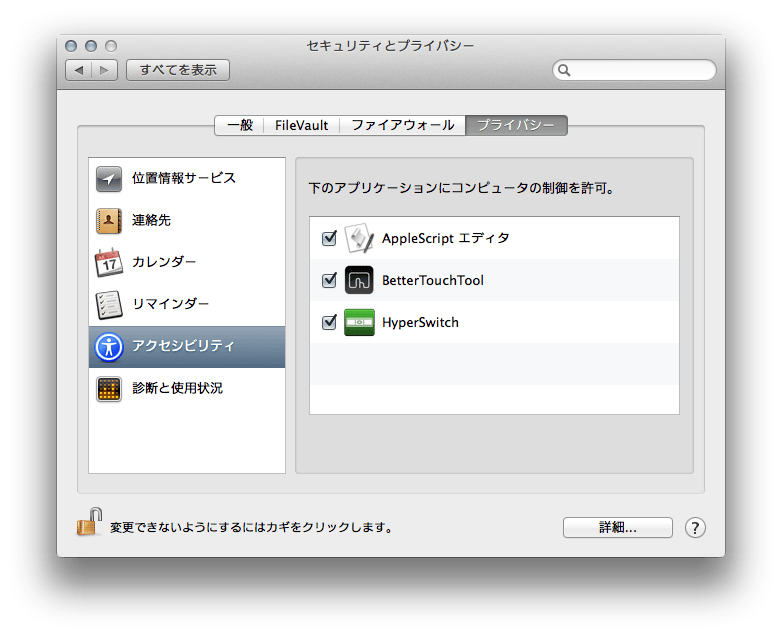 セキュリティとプライバシー
すべてを表示
一般
FileVault
ファイアウォール
プライバシー
位置情報サービス
連絡先
カレンダー
17
リマインダー
アクセシビリティ
診断と使用状況
下のアプリケーションにコンピュータの制御を許可。
AppleScript エディタ
BetterTouchTool
HyperSwitch
変更できないようにするにはカギをクリックします。
詳細...
?